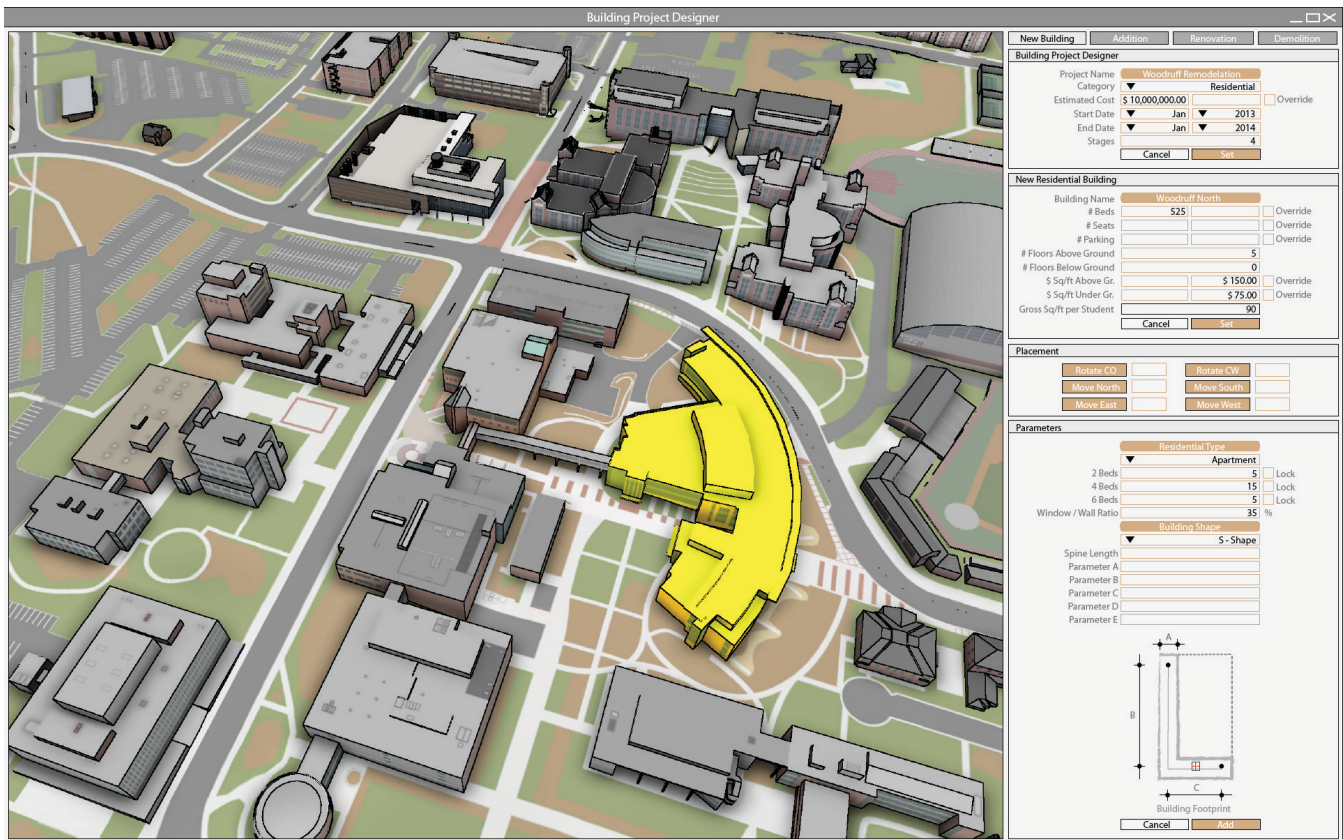 Building Project Designer
New Building Addition Renovation Demolition
Building Project Designer
Project Name Woodruff Remodelation
Category Residential
Estimated Cost $ 10,000,000.00 Override
Start Date Jan 2013
End Date Jan 2014
Stages 4
Cancel Set
New Residential Building
Building Name Woodruff North
# Beds 525 Override
# Seats Override
# Parking Override
# Floors Above Ground 5
# Floors Below Ground 0
$ Sq/ft Above Gr. $ 150.00 Override
$ Sq/ft Under Gr. $ 75.00 Override
Gross Sq/ft per Student 90
Cancel Set
Placement
Rotate CO Rotate CW
Move North Move South
Move East Move West
Parameters
Residential Type
Apartment
2 Beds 5 Lock
4 Beds 15 Lock
6 Beds 5 Lock
Window / Wall Ratio 35 %
Building Shape
S - Shape
Spine Length
Parameter A
Parameter B
Parameter C
Parameter D
Parameter E
A
B
C
Building Footprint
Cancel Add